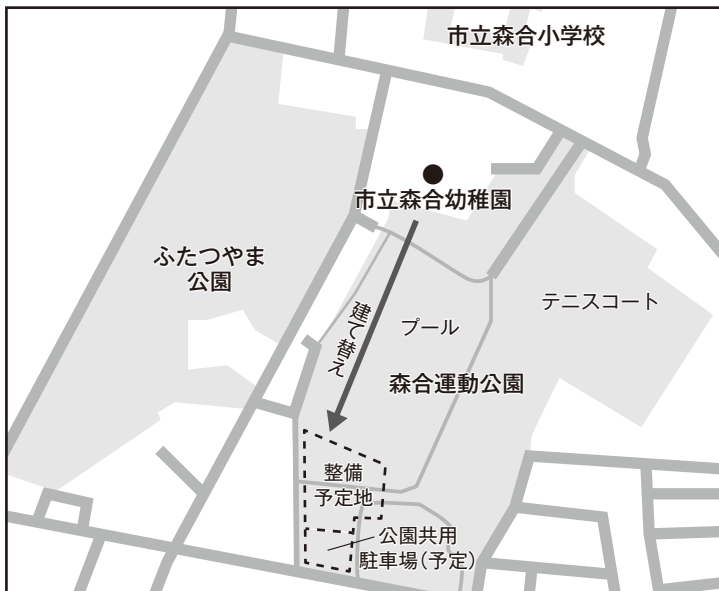 市立森合小学校
市立森合幼稚園
ふたつやま
公園
テニスコート
プール
建て替え
森合運動公園
整備
予定地
公園共用
駐車場(予定)